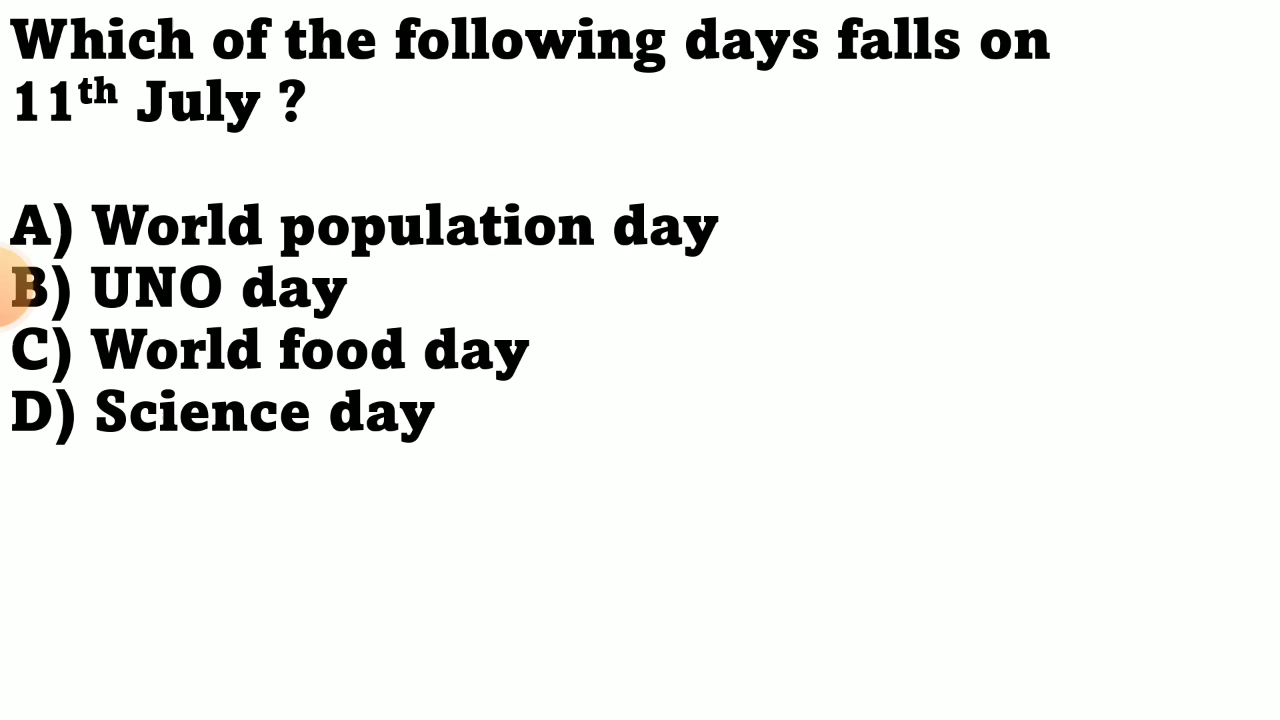 Which of the following days falls on
11th July ?
A) World population day
B) UNO day
C) World food day
D) Science day